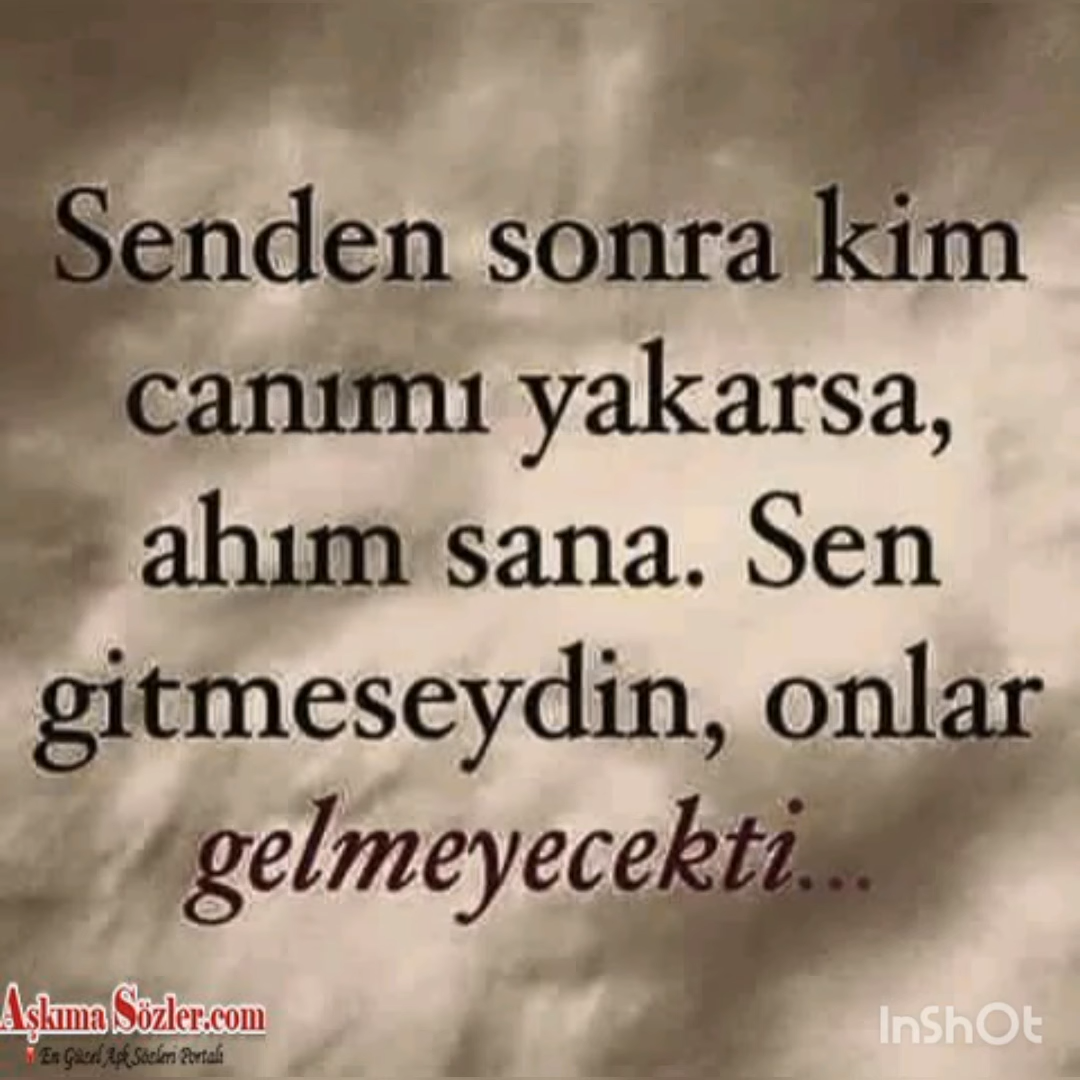 Senden sonra kim
canımı yakarsa,
ahım sana. Sen
gitmeseydin, onlar
gelmeyecekti...
Aşkıma Sözler.com
En Güzel Aşk Sözleri Portalı
InShOt